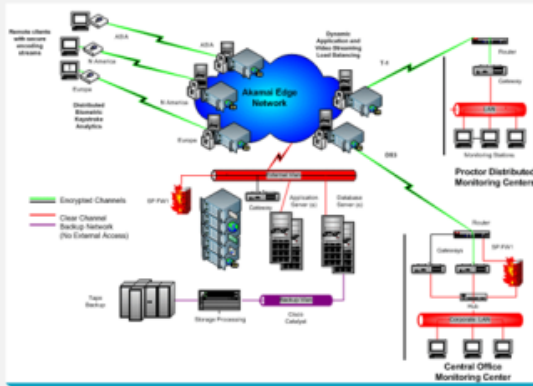 Remote clients with secure encoding streams
ASIA
N-America
Europe
ASIA
N-America
Europe
Distributed
Biometric
Keystroke
Analytics
Akamai Edge
Network
Dynamic
Application and
Video Streaming
Load Balancing
T-1
DS3
Router
Gateway
LAN
Monitoring Stations
Proctor Distributed
Monitoring Centers
Encrypted Channels
Clear Channel
Backup Network
(No External Access)
Gateway
Application
Server (s)
Database
Server (s)
Tape
Backup
Storage Processing
Cisco
Catalyst
Router
Gateways
Hub
Corporate LAN
Central Office
Monitoring Center